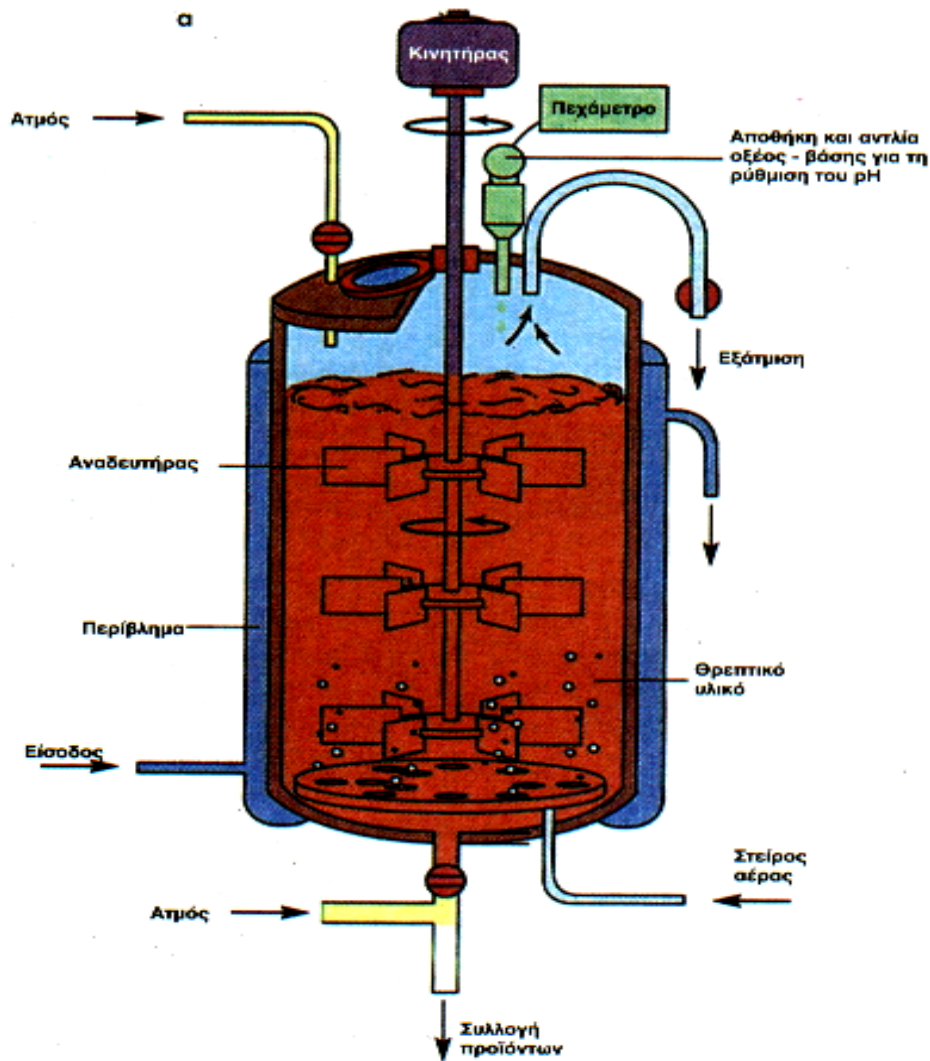 α
Κινητήρας
Πεχάμετρο
Ατμός
Αποθήκη και αντλία
οξέος - βάσης για τη
ρύθμιση του pH
Εξάτμιση
Αναδευτήρας
Περίβλημα
Θρεπτικό
υλικό
Είσοδος
Στείρος
αέρας
Ατμός
Συλλογή
προϊόντων